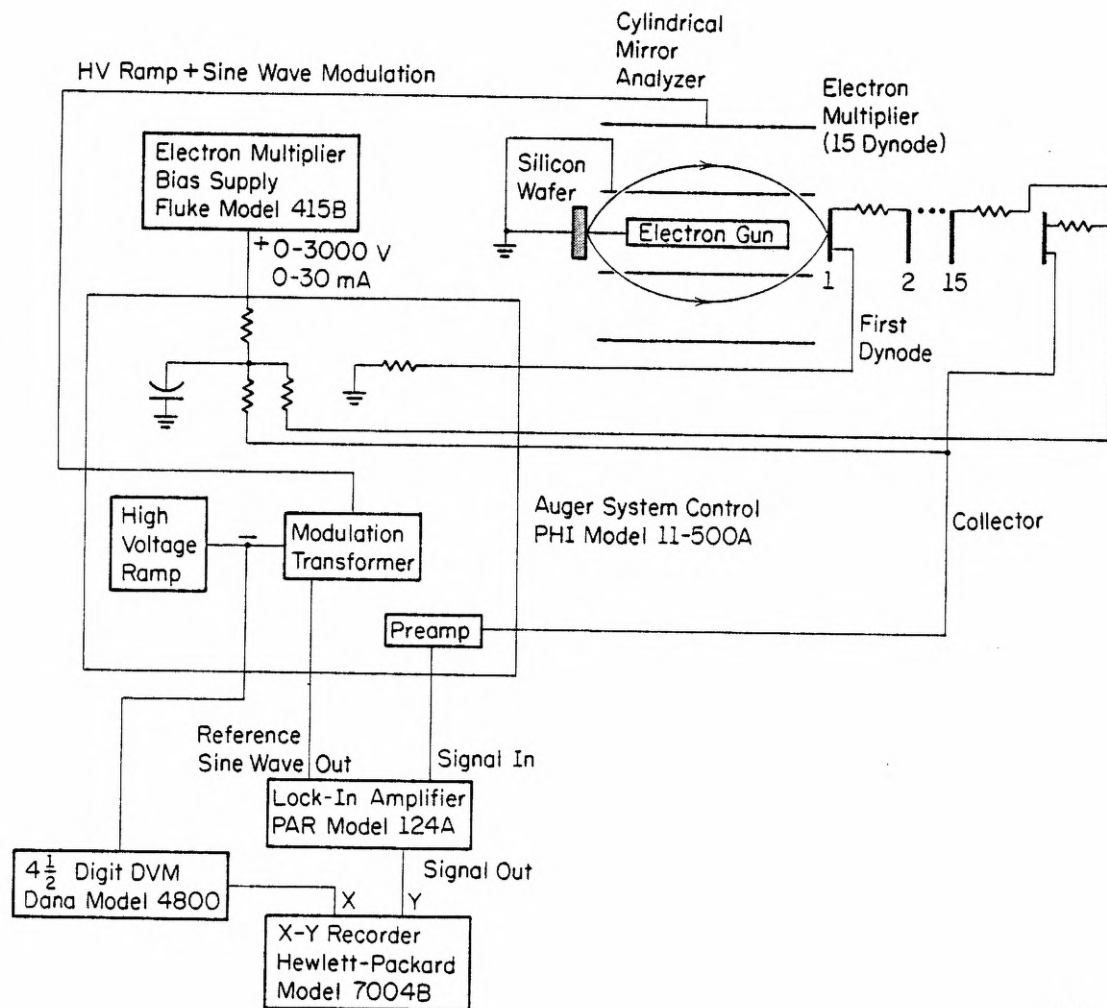 Cylindrical
Mirror
Analyzer
HV Ramp + Sine Wave Modulation
Electron
Multiplier
(15 Dynode)
Electron Multiplier
Bias Supply
Fluke Model 415B
Silicon
Wafer
Electron Gun
+ 0-3000 V
0-30 mA
1
2
15
First
Dynode
High
Voltage
Ramp
–
Modulation
Transformer
Auger System Control
PHI Model 11-500A
Collector
Preamp
Reference
Sine Wave Out
Signal In
Lock-In Amplifier
PAR Model 124A
4 1/2 Digit DVM
Dana Model 4800
Signal Out
X
Y
X-Y Recorder
Hewlett-Packard
Model 7004B